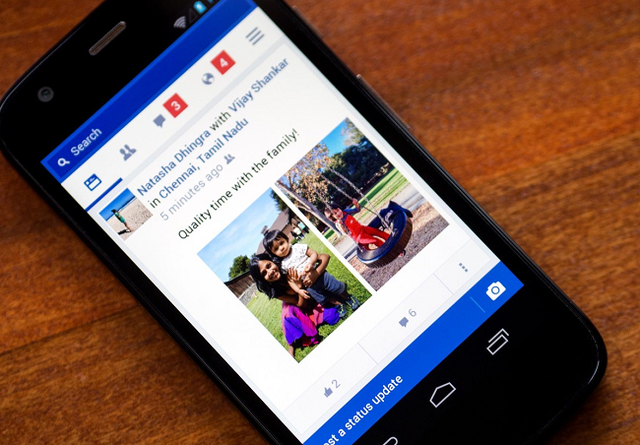 Search
3
4
Natasha Dhingra with Vijay Shankar
in Chennai, Tamil Nadu
5 minutes ago
Quality time with the family!
2
6
st a status update